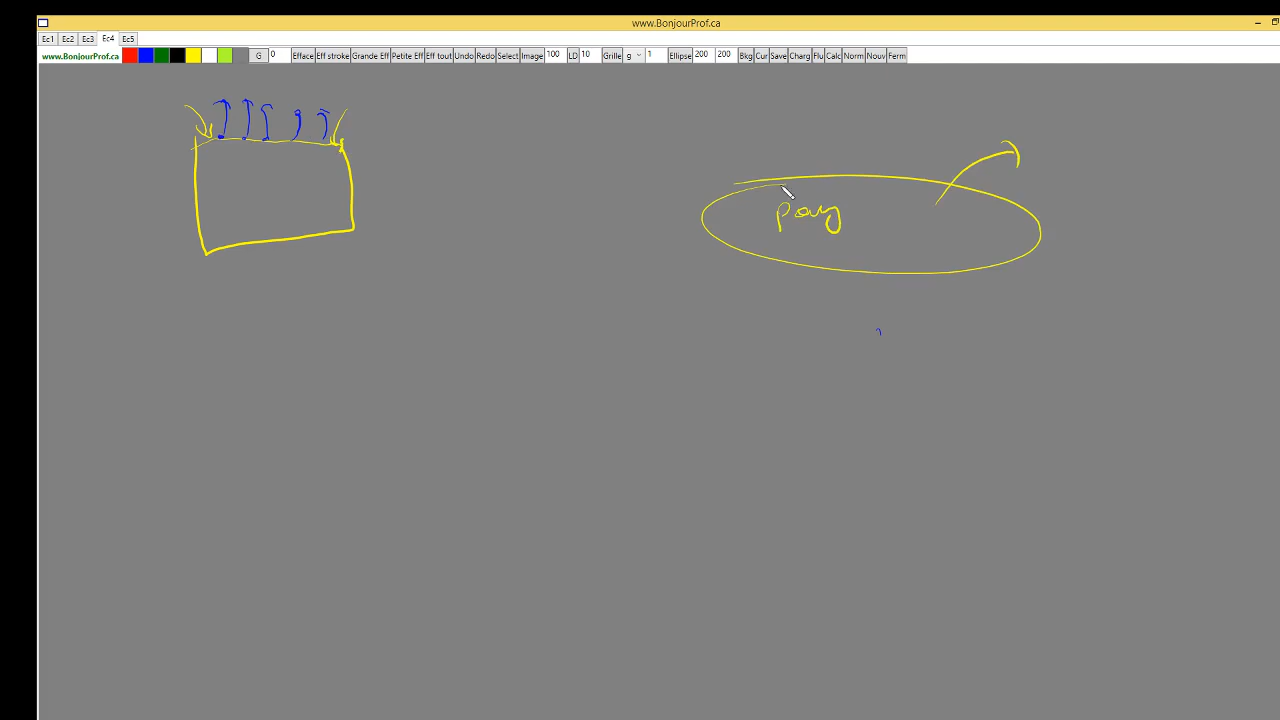 www.BonjourProf.ca
Ec1 Ec2 Ec3 Ec4 Ec5
www.BonjourProf.ca G 0 Efface Eff stroke Grande Eff Petite Eff Eff tout Undo Redo Select Image 100 LD 10 Grille g 1 Ellipse 200 200 Bkg Cur Save Charg Flu Calc Norm Nouv Ferm